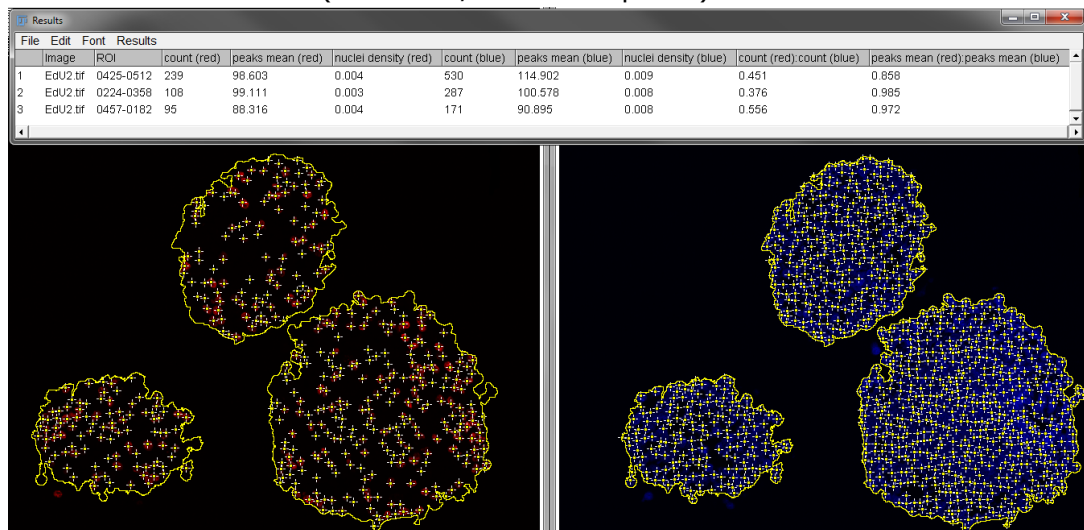 Results
File Edit Font Results
Image ROI count (red) peaks mean (red) nuclei density (red) count (blue) peaks mean (blue) nuclei density (blue) count (red):count (blue) peaks mean (red):peaks mean (blue)
1 EdU2.tif 0425-0512 239 98.603 0.004 530 114.902 0.009 0.451 0.858
2 EdU2.tif 0224-0358 108 99.111 0.003 287 100.578 0.008 0.376 0.985
3 EdU2.tif 0457-0182 95 88.316 0.004 171 90.895 0.008 0.556 0.972